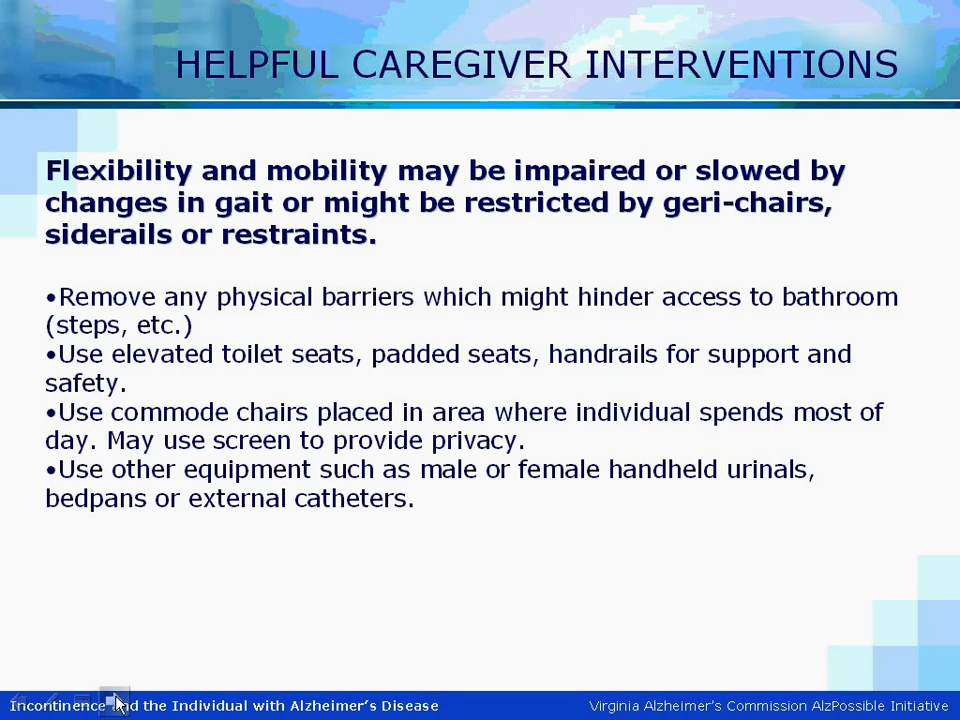 HELPFUL CAREGIVER INTERVENTIONS
Flexibility and mobility may be impaired or slowed by
changes in gait or might be restricted by geri-chairs,
siderails or restraints.
•Remove any physical barriers which might hinder access to bathroom
(steps, etc.)
•Use elevated toilet seats, padded seats, handrails for support and
safety.
•Use commode chairs placed in area where individual spends most of
day. May use screen to provide privacy.
•Use other equipment such as male or female handheld urinals,
bedpans or external catheters.
Incontinence and the Individual with Alzheimer's Disease
Virginia Alzheimer's Commission AlzPossible Initiative